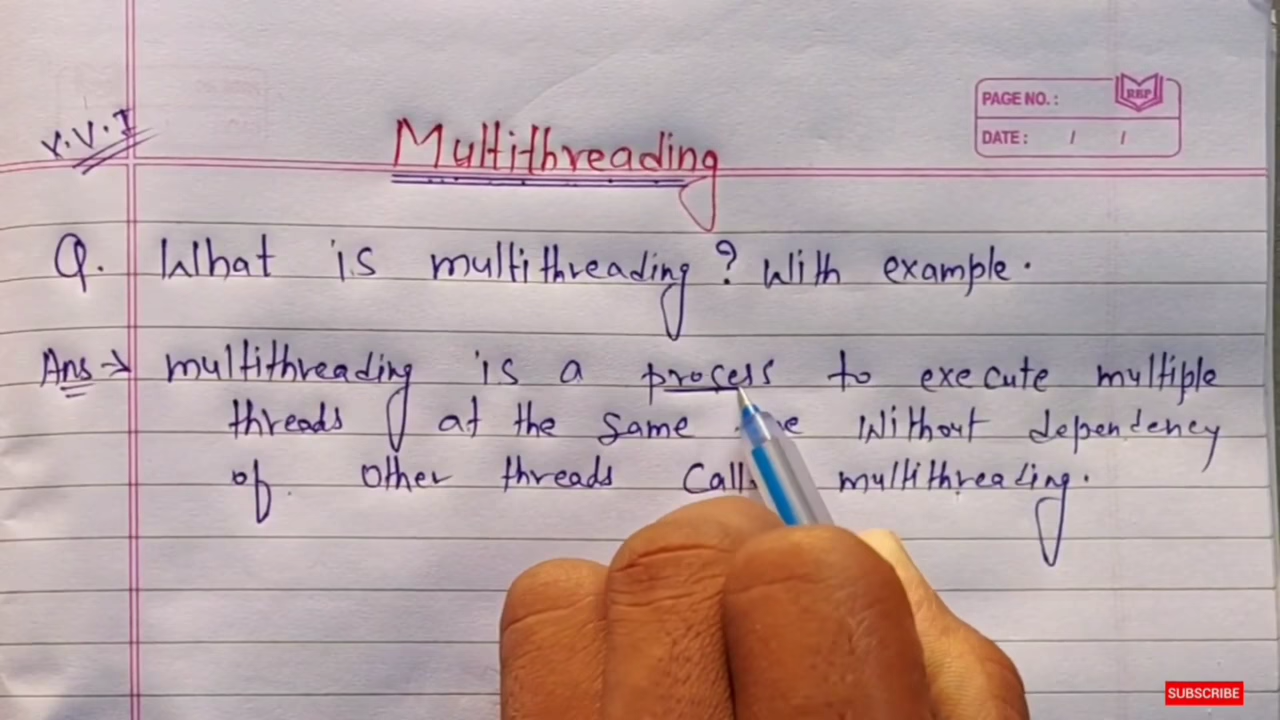 V.V.I
Multithreading
PAGE NO. :
RBP
DATE : / /
Q. What is multithreading? With example.
Ans → multithreading is a process to execute multiple
threads at the same without dependency
of other threads multithreading.
SUBSCRIBE